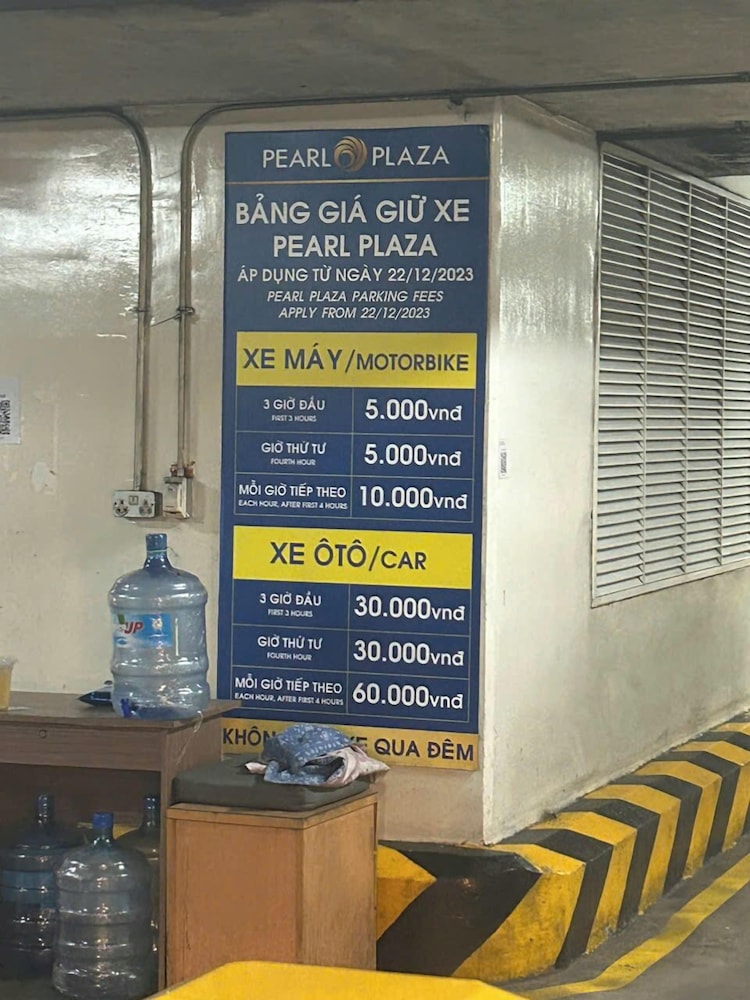 PEARL PLAZA
BẢNG GIÁ GIỮ XE
PEARL PLAZA
ÁP DỤNG TỪ NGÀY 22/12/2023
PEARL PLAZA PARKING FEES
APPLY FROM 22/12/2023
XE MÁY/MOTORBIKE
3 GIỜ ĐẦU 5.000vnđ
FIRST 3 HOURS
GIỜ THỨ TƯ 5.000vnđ
FOURTH HOUR
MỖI GIỜ TIẾP THEO 10.000vnđ
EACH HOUR, AFTER FIRST 4 HOURS
XE ÔTÔ/CAR
3 GIỜ ĐẦU 30.000vnđ
FIRST 3 HOURS
GIỜ THỨ TƯ 30.000vnđ
FOURTH HOUR
MỖI GIỜ TIẾP THEO 60.000vnđ
EACH HOUR, AFTER FIRST 4 HOURS
QUA ĐÊM
UP